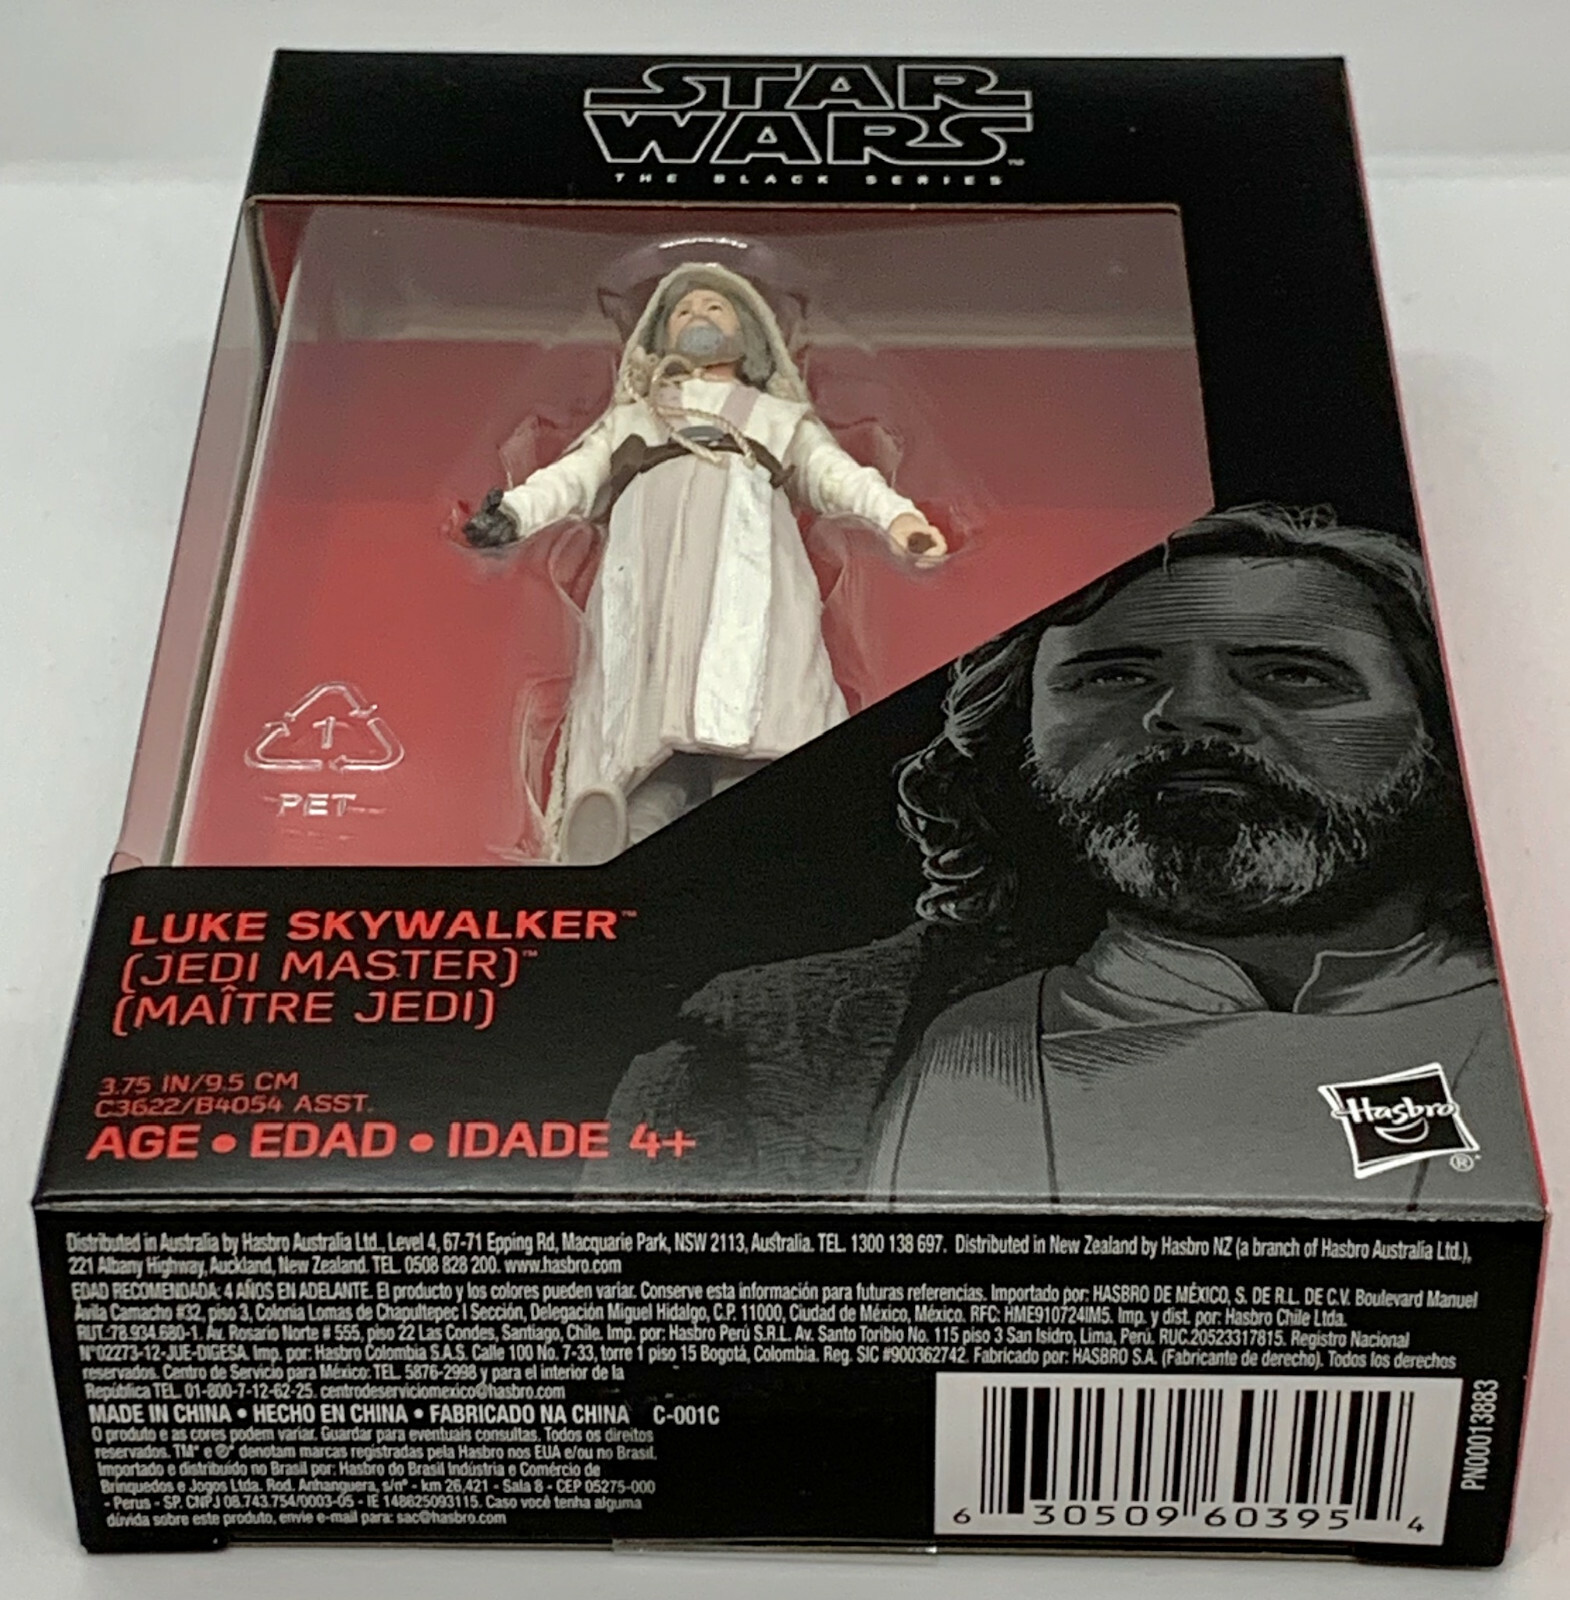 STAR
WARS™
THE BLACK SERIES
1
PET
LUKE SKYWALKER™
(JEDI MASTER)™
(MAÎTRE JEDI)
3.75 IN/9.5 CM
C3622/B4054 ASST.
AGE • EDAD • IDADE 4+
Hasbro
®
Distributed in Australia by Hasbro Australia Ltd., Level 4, 67-71 Epping Rd, Macquarie Park, NSW 2113, Australia. TEL. 1300 138 697. Distributed in New Zealand by Hasbro NZ (a branch of Hasbro Australia Ltd.),
221 Albany Highway, Auckland, New Zealand. TEL. 0508 828 200. www.hasbro.com
EDAD RECOMENDADA: 4 AÑOS EN ADELANTE. El producto y los colores pueden variar. Conserve esta información para futuras referencias. Importado por: HASBRO DE MÉXICO, S. DE R.L. DE C.V. Boulevard Manuel
Ávila Camacho #32, piso 3, Colonia Lomas de Chapultepec I Sección, Delegación Miguel Hidalgo, C.P. 11000, Ciudad de México, México. RFC: HME910724IM5. Imp. y dist. por: Hasbro Chile Ltda.
RUT.:78.934.680-1. Av. Rosario Norte # 555, piso 22 Las Condes, Santiago, Chile. Imp. por: Hasbro Perú S.R.L. Av. Santo Toribio No. 115 piso 3 San Isidro, Lima, Perú. RUC.20523317815. Registro Nacional
N°02273-12-JUE-DIGESA. Imp. por: Hasbro Colombia S.A.S. Calle 100 No. 7-33, torre 1 piso 15 Bogotá, Colombia. Reg. SIC #900362742. Fabricado por: HASBRO S.A. (Fabricante de derecho). Todos los derechos
reservados. Centro de Servicio para México: TEL. 5876-2998 y para el interior de la
República TEL. 01-800-7-12-62-25. centrodeserviciomexico@hasbro.com
MADE IN CHINA • HECHO EN CHINA • FABRICADO NA CHINA C-001C
O produto e as cores podem variar. Guardar para eventuais consultas. Todos os direitos
reservados. TM* e ®* denotam marcas registradas pela Hasbro nos EUA e/ou no Brasil.
Importado e distribuído no Brasil por: Hasbro do Brasil Indústria e Comércio de
Brinquedos e Jogos Ltda. Rod. Anhanguera, s/nº - km 26,421 - Sala 8 - CEP 05275-000
- Perus - SP. CNPJ 08.743.754/0003-05 - IE 148825093115. Caso você tenha alguma
dúvida sobre este produto, envie e-mail para: sac@hasbro.com
6 30509 60395 4
PN00013883